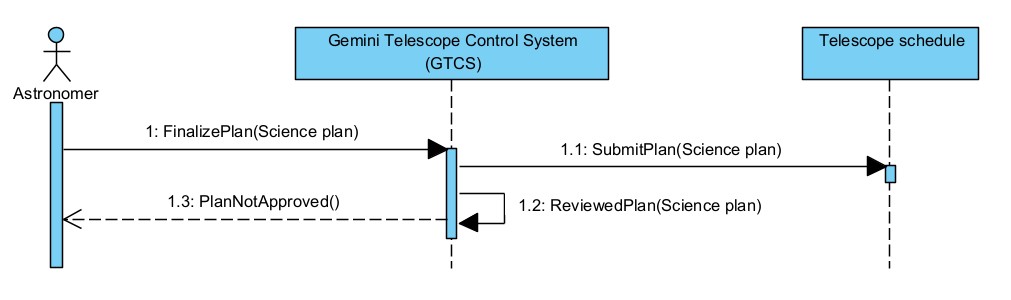 Gemini Telescope Control System
(GTCS)
Telescope schedule
Astronomer
1: FinalizePlan(Science plan)
1.1: SubmitPlan(Science plan)
1.2: ReviewedPlan(Science plan)
1.3: PlanNotApproved()